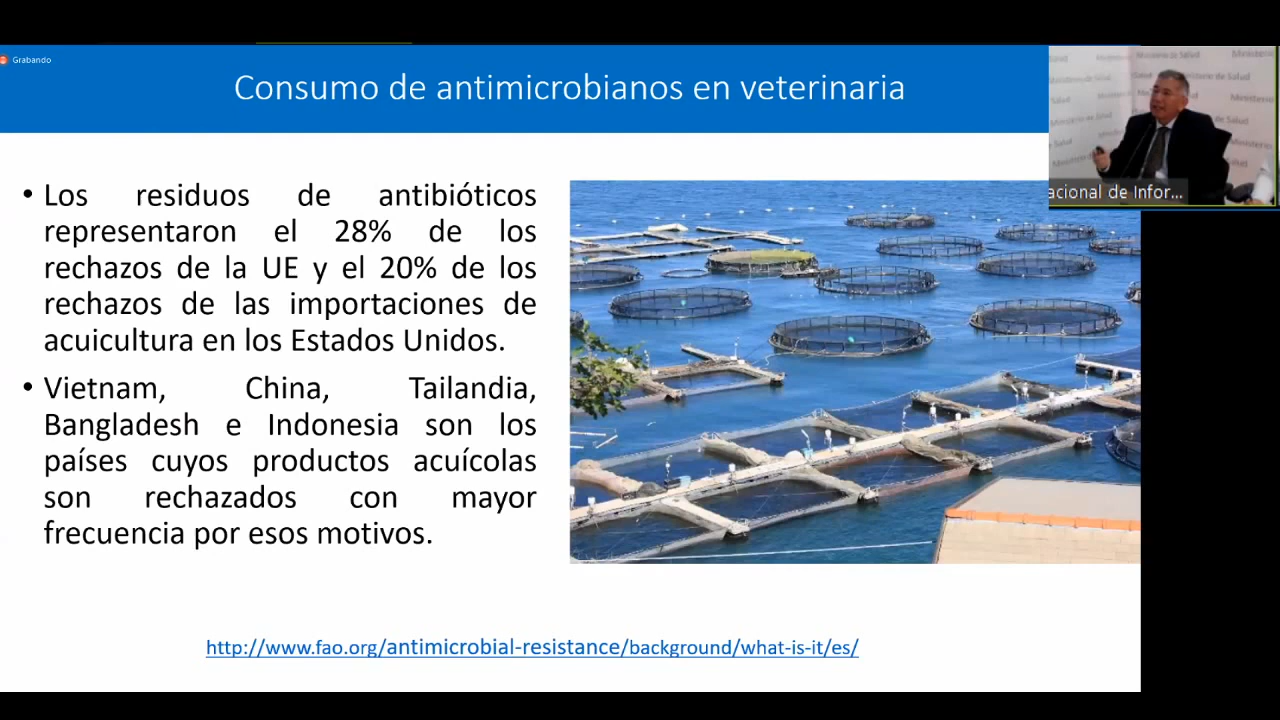 Grabando
Consumo de antimicrobianos en veterinaria
• Los residuos de antibióticos
representaron el 28% de los
rechazos de la UE y el 20% de los
rechazos de las importaciones de
acuicultura en los Estados Unidos.
• Vietnam, China, Tailandia,
Bangladesh e Indonesia son los
países cuyos productos acuícolas
son rechazados con mayor
frecuencia por esos motivos.
http://www.fao.org/antimicrobial-resistance/background/what-is-it/es/
Ministerio de Salud
acional de Infor...